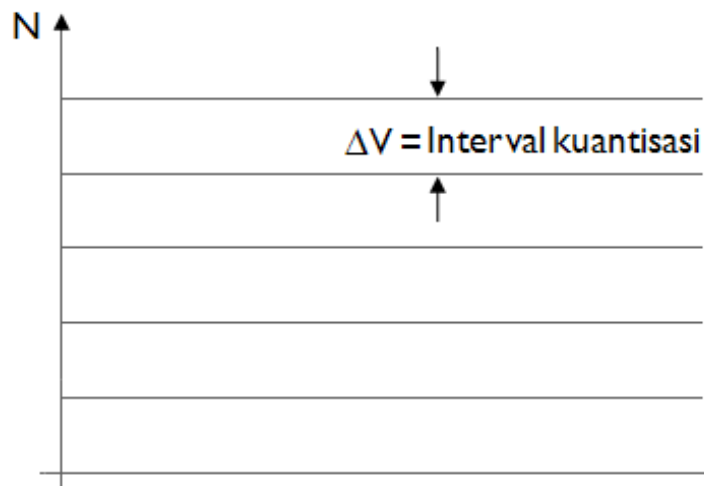 N
ΔV = Interval kuantisasi